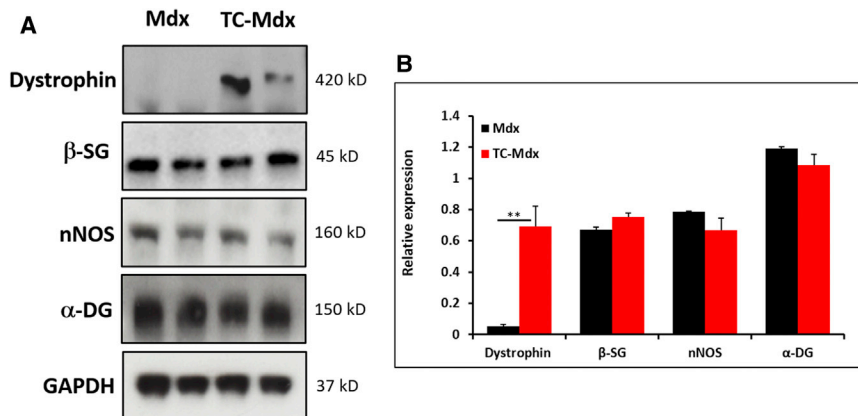 A
Mdx TC-Mdx
Dystrophin 420 kD
β-SG 45 kD
nNOS 160 kD
α-DG 150 kD
GAPDH 37 kD
B
1.4
1.2
1
0.8
0.6
0.4
0.2
0
Relative expression
Mdx
TC-Mdx
**
Dystrophin β-SG nNOS α-DG